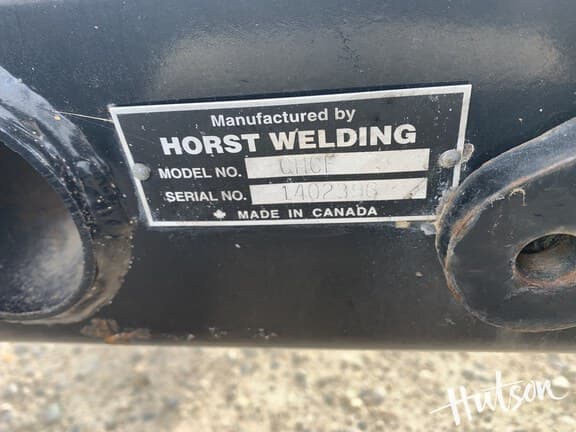 Manufactured by
HORST WELDING
MODEL NO. CHCF
SERIAL NO. 1402396
MADE IN CANADA
Hutson